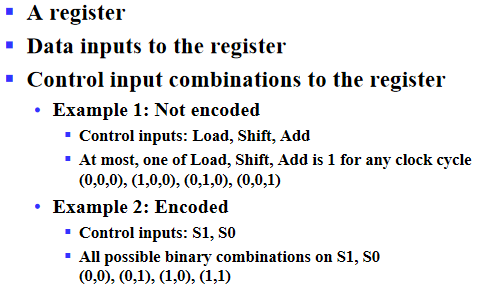 A register
Data inputs to the register
Control input combinations to the register
Example 1: Not encoded
Control inputs: Load, Shift, Add
At most, one of Load, Shift, Add is 1 for any clock cycle
(0,0,0), (1,0,0), (0,1,0), (0,0,1)
Example 2: Encoded
Control inputs: S1, S0
All possible binary combinations on S1, S0
(0,0), (0,1), (1,0), (1,1)